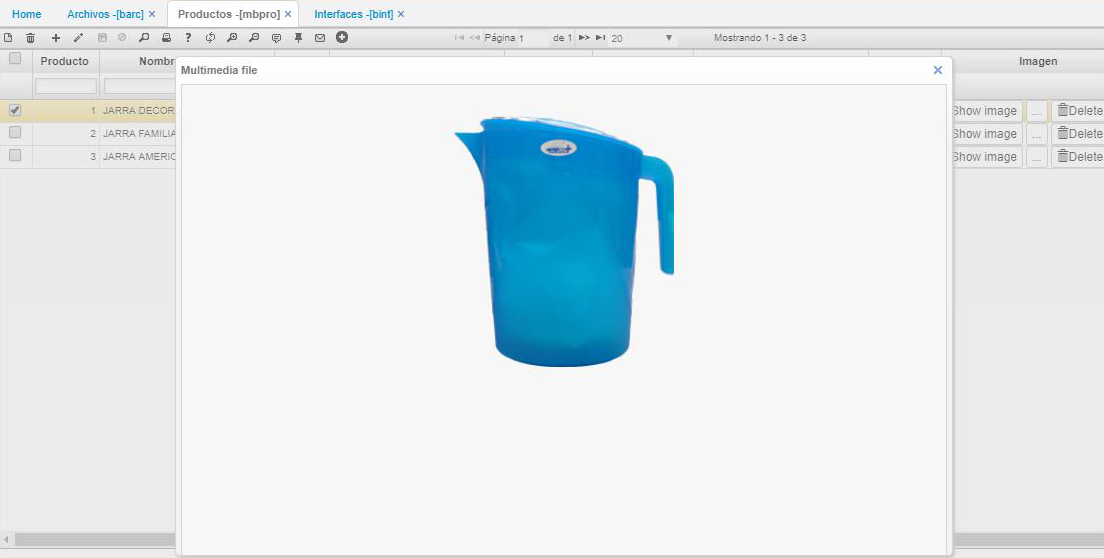 Home Archivos -[barc] × Productos -[mbpro] × Interfaces -[bint] ×
Página 1 de 1 20 Mostrando 1 - 3 de 3
Producto Nombr Imagen
Multimedia file ×
1 JARRA DECOR Show image ... Delete
2 JARRA FAMILIA Show image ... Delete
3 JARRA AMERIC Show image ... Delete